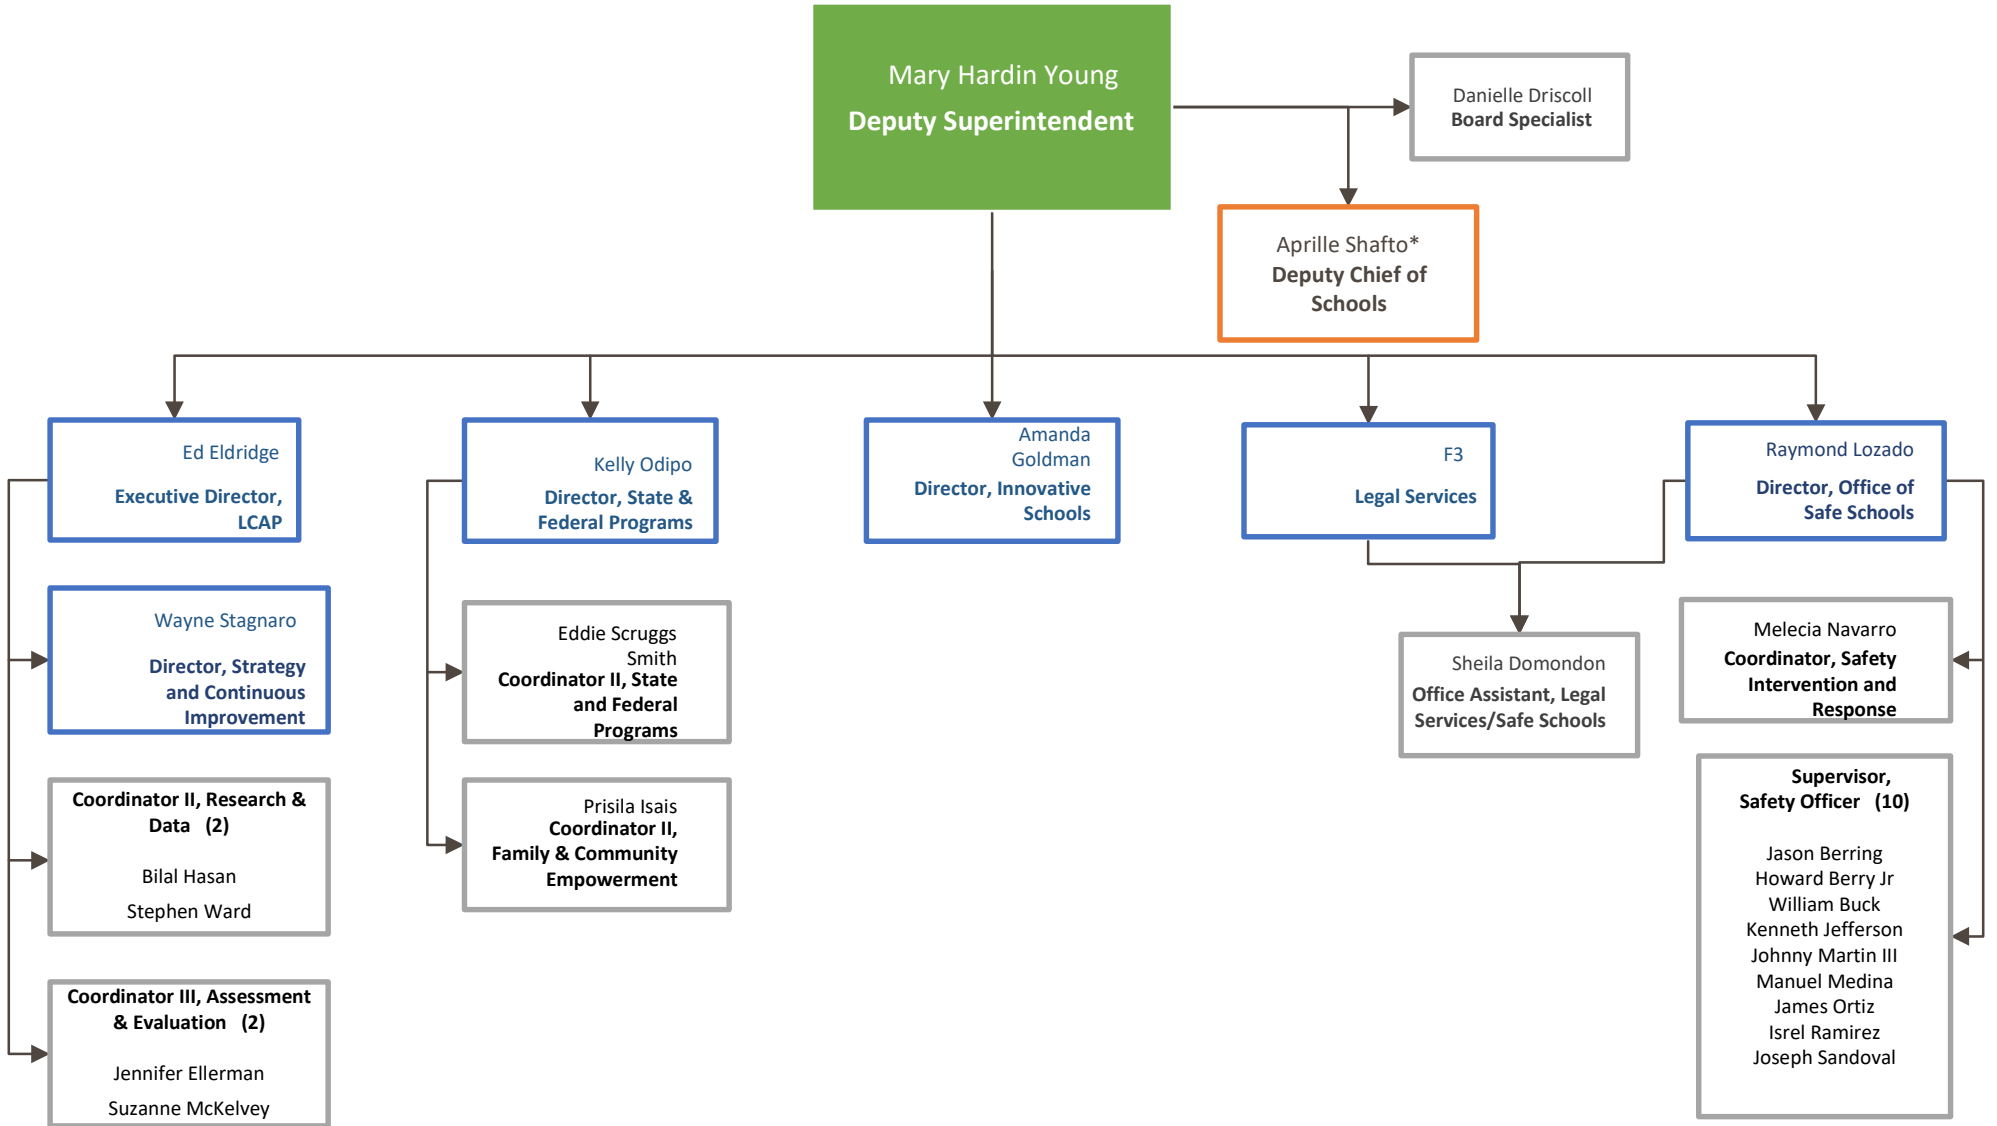 Mary Hardin Young
Deputy Superintendent
Danielle Driscoll
Board Specialist
Aprille Shafto*
Deputy Chief of
Schools
Ed Eldridge
Executive Director,
LCAP
Kelly Odipo
Director, State &
Federal Programs
Amanda
Goldman
Director, Innovative
Schools
F3
Legal Services
Raymond Lozado
Director, Office of
Safe Schools
Wayne Stagnaro
Director, Strategy
and Continuous
Improvement
Eddie Scruggs
Smith
Coordinator II, State
and Federal
Programs
Sheila Domondon
Office Assistant, Legal
Services/Safe Schools
Melecia Navarro
Coordinator, Safety
Intervention and
Response
Coordinator II, Research &
Data (2)
Bilal Hasan
Stephen Ward
Prisila Isais
Coordinator II,
Family & Community
Empowerment
Supervisor,
Safety Officer (10)
Jason Berring
Howard Berry Jr
William Buck
Kenneth Jefferson
Johnny Martin III
Manuel Medina
James Ortiz
Isrel Ramirez
Joseph Sandoval
Coordinator III, Assessment
& Evaluation (2)
Jennifer Ellerman
Suzanne McKelvey